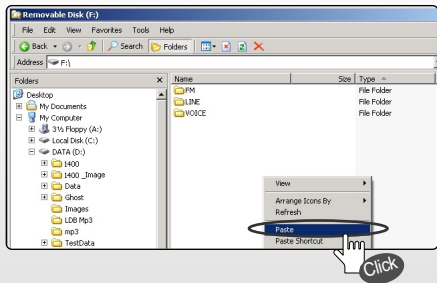 Removable Disk (F:)
File Edit View Favorites Tools Help
Back Search Folders
Address F:\
Folders Name Size Type
Desktop
My Documents
My Computer
3½ Floppy (A:)
Local Disk (C:)
DATA (D:)
1400
1400 _Image
Data
Ghost
Images
LDB Mp3
mp3
TestData
FM File Folder
LINE File Folder
VOICE File Folder
View
Arrange Icons By
Refresh
Paste
Paste Shortcut
Click